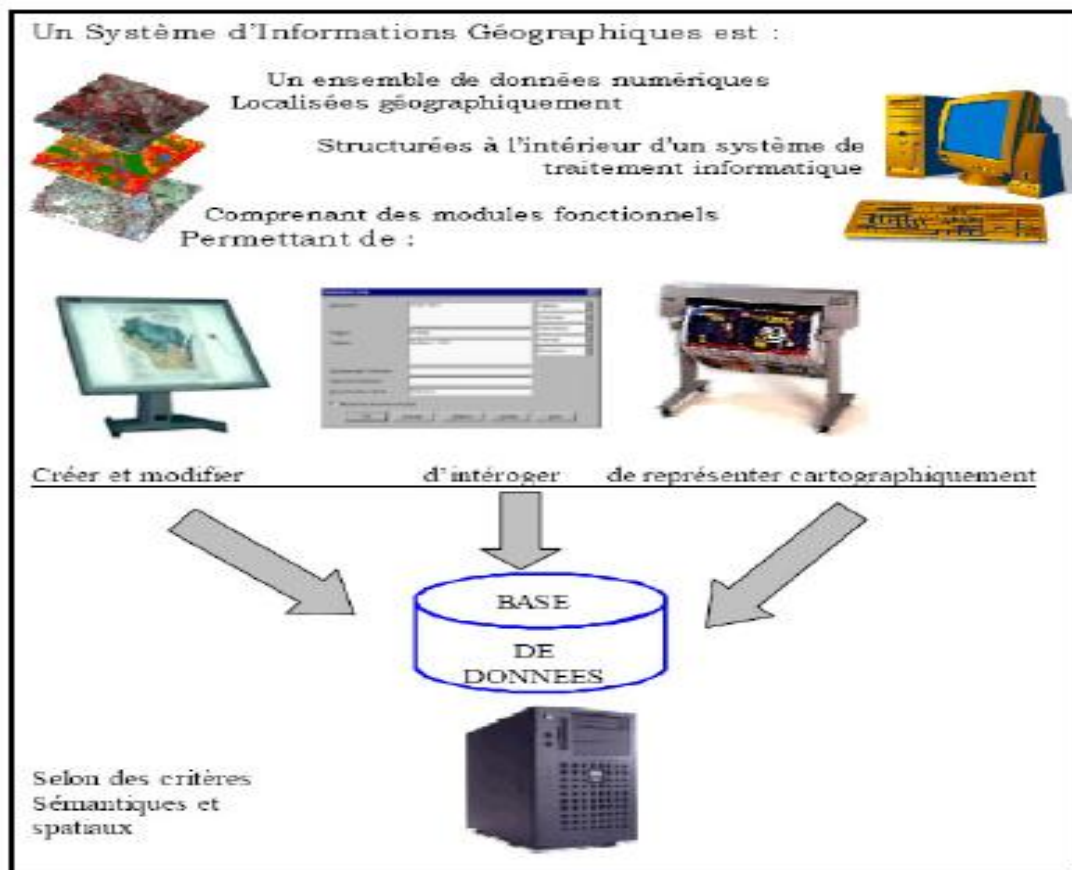 Un Système d'Informations Géographiques est :
Un ensemble de données numériques
Localisées géographiquement
Structurées à l'intérieur d'un système de
traitement informatique
Comprenant des modules fonctionnels
Permettant de :
Créer et modifier
d'intéroger
de représenter cartographiquement
BASE
DE
DONNEES
Selon des critères
Sémantiques et
spatiaux